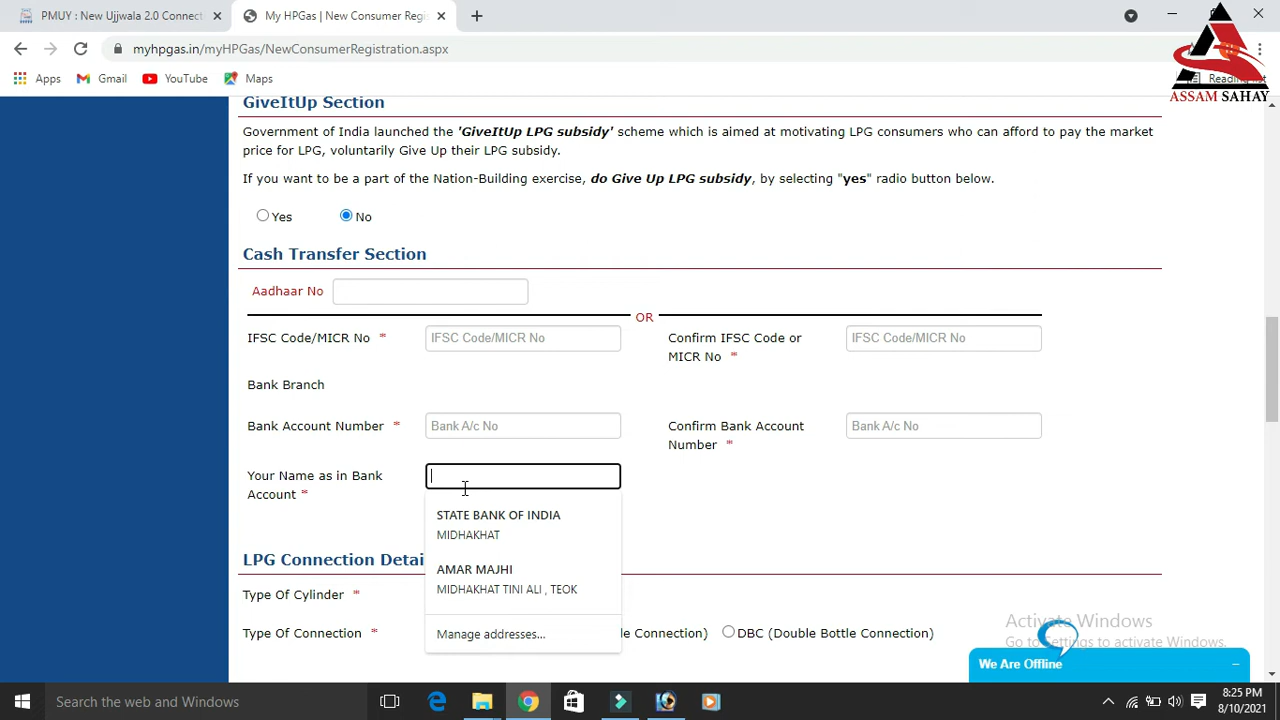 PMUY : New Ujjwala 2.0 Connect
My HPGas | New Consumer Regis
myhpgas.in/myHPGas/NewConsumerRegistration.aspx
Apps
Gmail
YouTube
Maps
Reading list
ASSAM SAHAY
GiveItUp Section
Government of India launched the 'GiveItUp LPG subsidy' scheme which is aimed at motivating LPG consumers who can afford to pay the market
price for LPG, voluntarily Give Up their LPG subsidy.
If you want to be a part of the Nation-Building exercise, do Give Up LPG subsidy, by selecting "yes" radio button below.
Yes
No
Cash Transfer Section
Aadhaar No
OR
IFSC Code/MICR No *
IFSC Code/MICR No
Confirm IFSC Code or
MICR No *
IFSC Code/MICR No
Bank Branch
Bank Account Number *
Bank A/c No
Confirm Bank Account
Number *
Bank A/c No
Your Name as in Bank
Account *
STATE BANK OF INDIA
MIDHAKHAT
AMAR MAJHI
MIDHAKHAT TINI ALI , TEOK
Manage addresses...
LPG Connection Detai
Type Of Cylinder *
Type Of Connection *
le Connection)
DBC (Double Bottle Connection)
Activate Windows
Go to Settings to activate Windows.
We Are Offline
Search the web and Windows
8:25 PM
8/10/2021